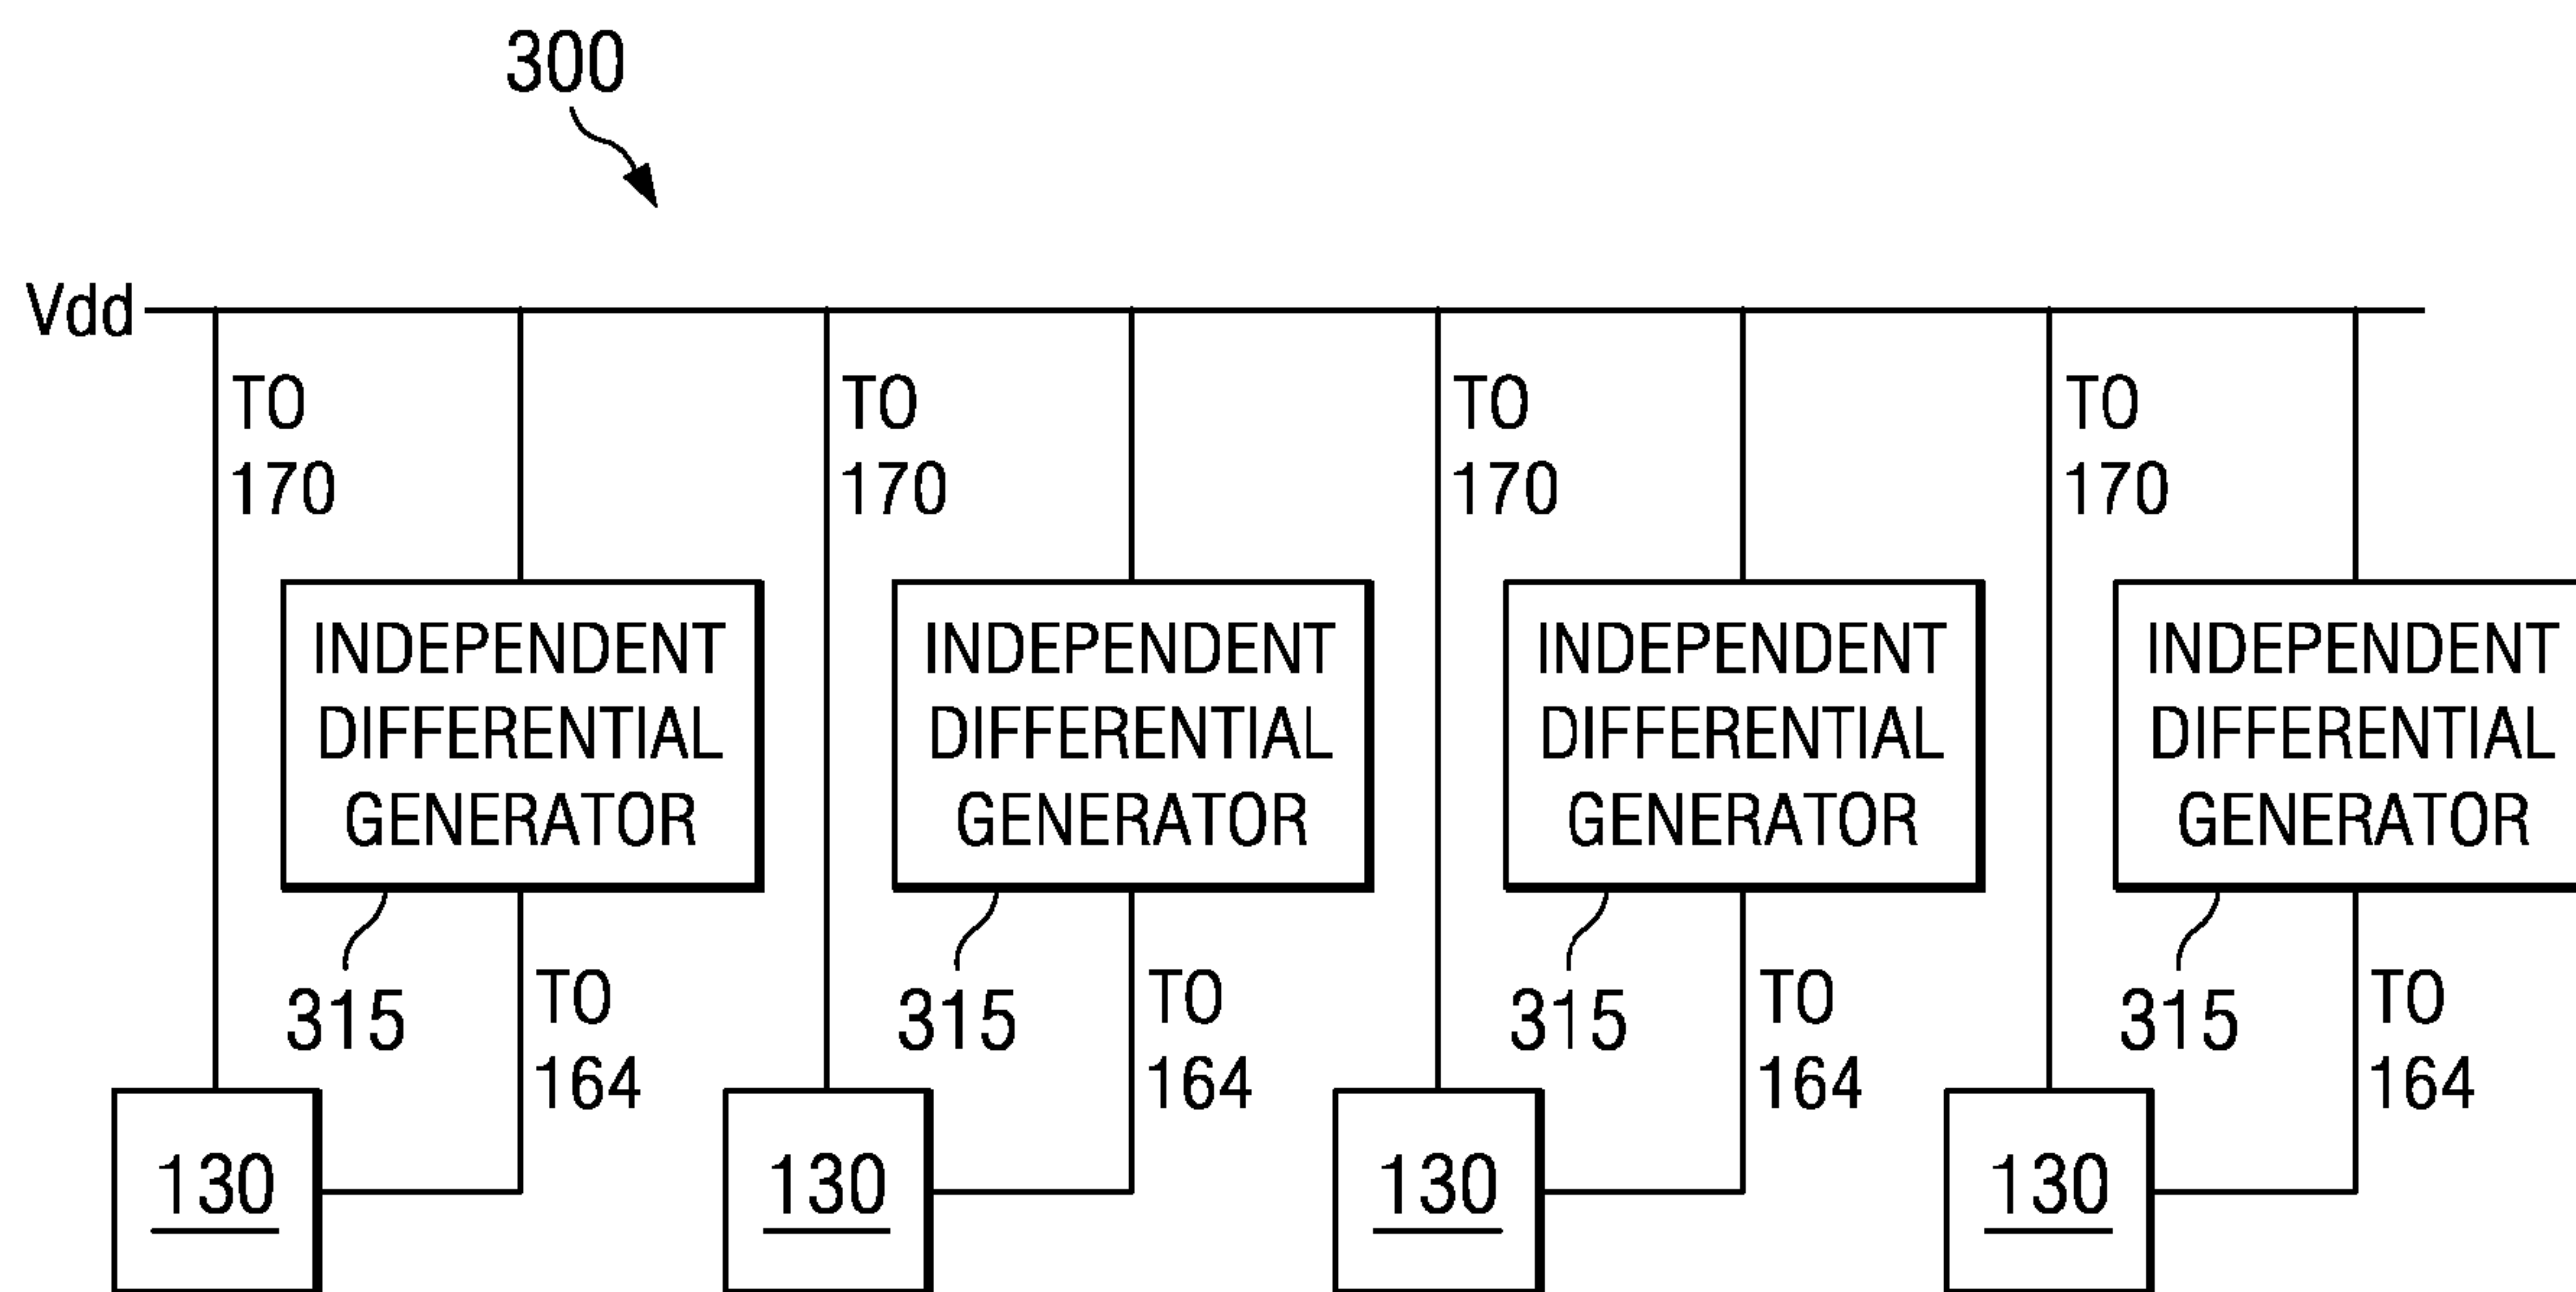 300
Vdd
TO TO TO TO
170 170 170 170
INDEPENDENT INDEPENDENT INDEPENDENT INDEPENDENT
DIFFERENTIAL DIFFERENTIAL DIFFERENTIAL DIFFERENTIAL
GENERATOR GENERATOR GENERATOR GENERATOR
315 TO 315 TO 315 TO 315 TO
164 164 164 164
130 130 130 130